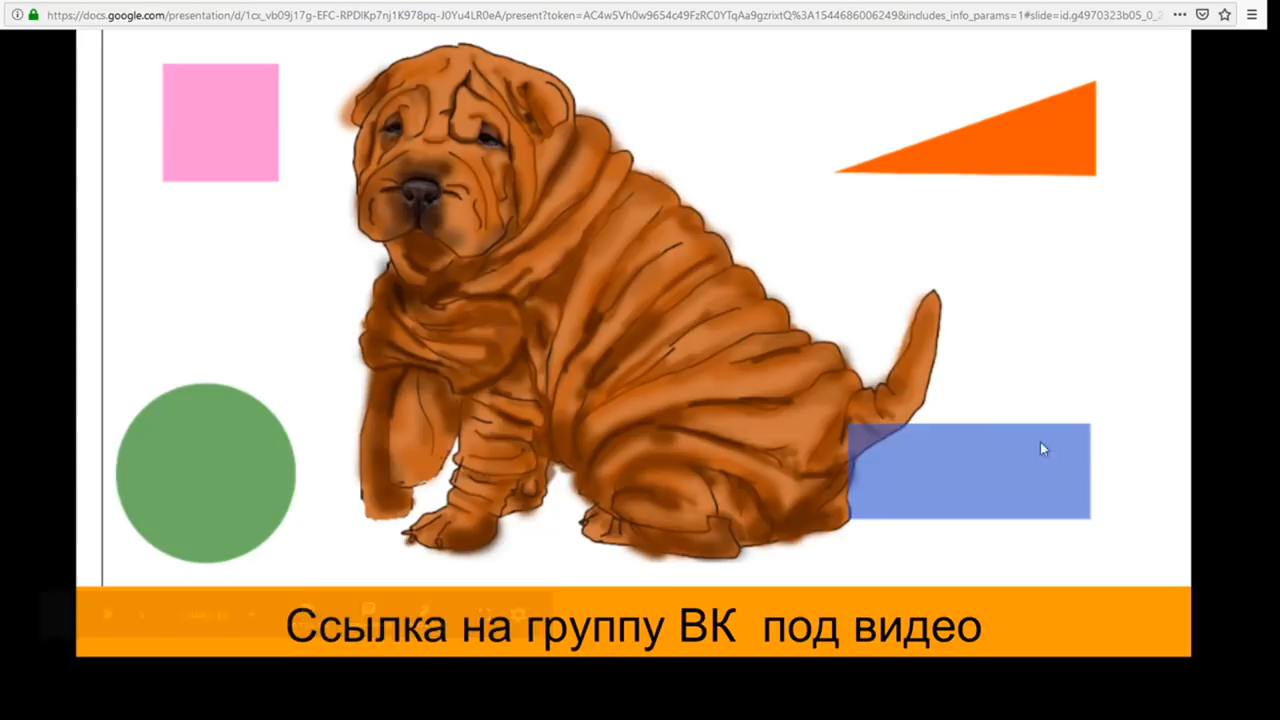 https://docs.google.com/presentation/d/1cx_vb09j17g-EFC-RPDIKp7nj1K978pq-J0Yu4LR0eA/present?token=AC4w5Vh0w9654c49FzRC0YTqAa9gzrixtQ%3A1544686006249&includes_info_params=1#slide=id.g4970323b05_0_2
Ссылка на группу ВК под видео